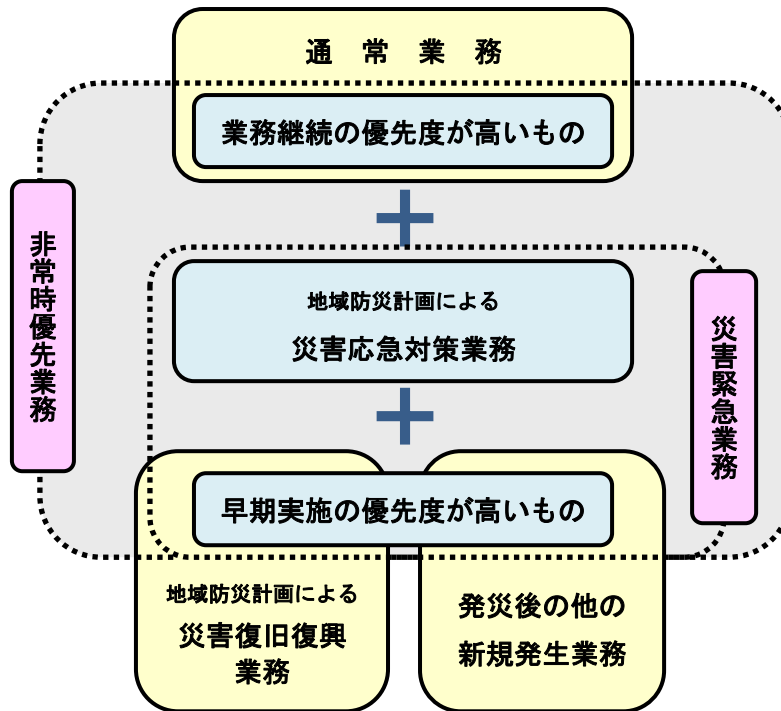 通常業務
業務継続の優先度が高いもの
非常時優先業務
地域防災計画による
災害応急対策業務
災害緊急業務
早期実施の優先度が高いもの
地域防災計画による
災害復旧復興
業務
発災後の他の
新規発生業務